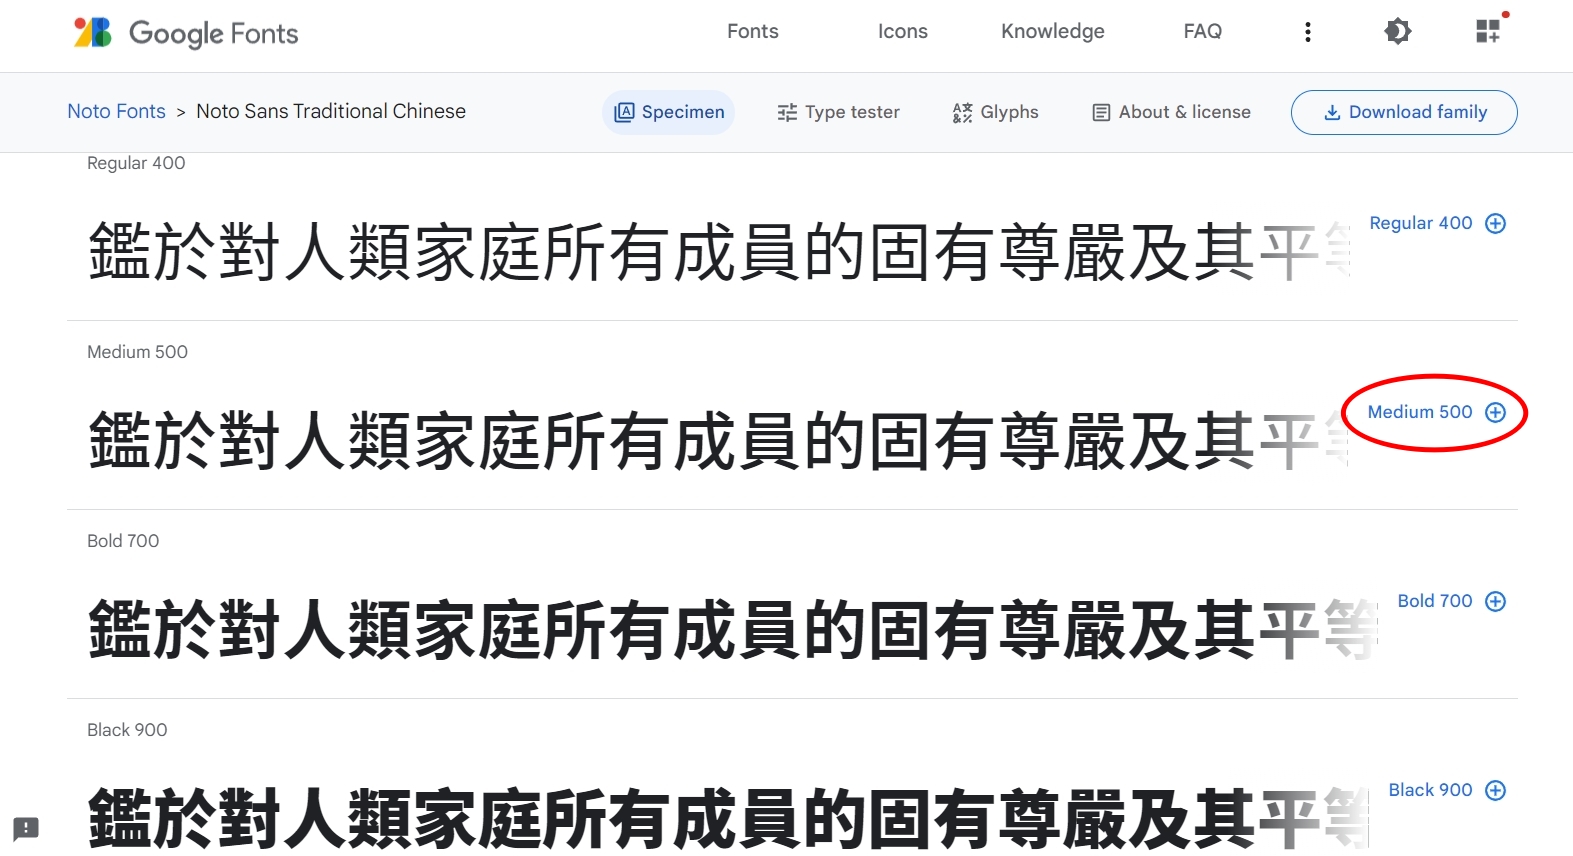 Google Fonts
Fonts
Icons
Knowledge
FAQ
Noto Fonts > Noto Sans Traditional Chinese
Specimen
Type tester
Glyphs
About & license
Download family
Regular 400
鑑於對人類家庭所有成員的固有尊嚴及其平等
Regular 400
Medium 500
鑑於對人類家庭所有成員的固有尊嚴及其平等
Medium 500
Bold 700
鑑於對人類家庭所有成員的固有尊嚴及其平等
Bold 700
Black 900
鑑於對人類家庭所有成員的固有尊嚴及其平等
Black 900